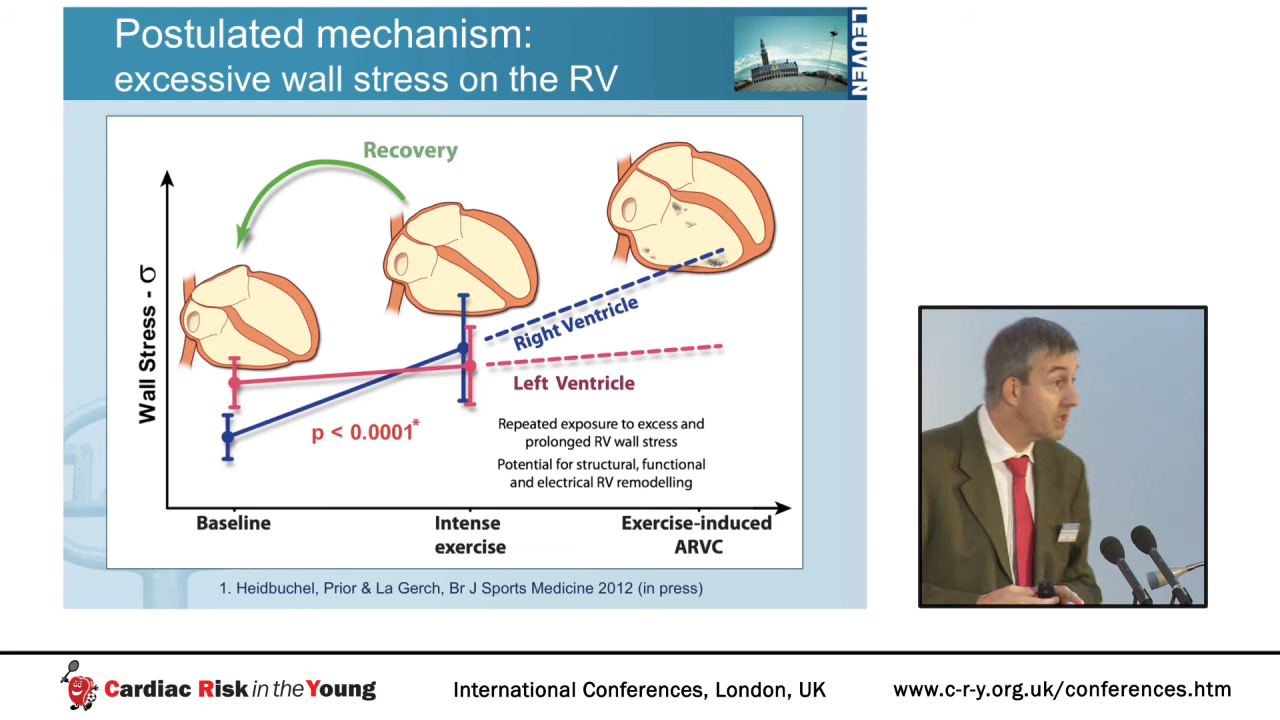 Postulated mechanism:
excessive wall stress on the RV
LEUVEN
Recovery
Wall Stress - σ
Right Ventricle
Left Ventricle
p < 0.0001*
Repeated exposure to excess and
prolonged RV wall stress
Potential for structural, functional
and electrical RV remodelling
Baseline
Intense
exercise
Exercise-induced
ARVC
1. Heidbuchel, Prior & La Gerch, Br J Sports Medicine 2012 (in press)
Cardiac Risk in the Young
International Conferences, London, UK
www.c-r-y.org.uk/conferences.htm